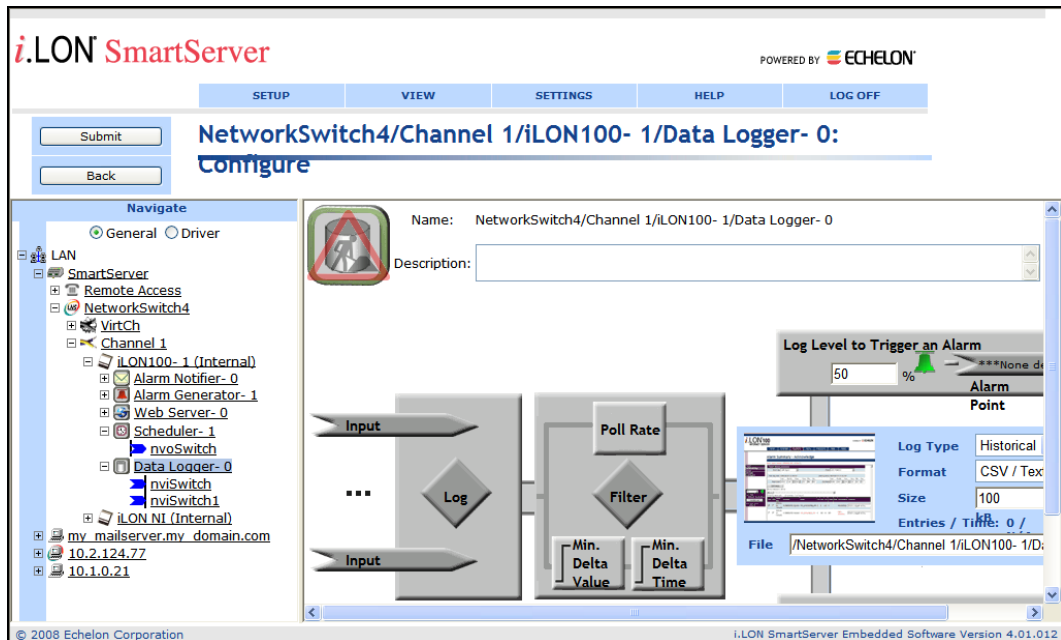 i.LON SmartServer
POWERED BY ECHELON
SETUP VIEW SETTINGS HELP LOG OFF
Submit
Back
NetworkSwitch4/Channel 1/iLON100- 1/Data Logger- 0:
Configure
Navigate
General Driver
LAN
SmartServer
Remote Access
LNS NetworkSwitch4
VirtCh
Channel 1
iLON100- 1 (Internal)
Alarm Notifier- 0
Alarm Generator- 1
Web Server- 0
Scheduler- 1
nvoSwitch
Data Logger- 0
nviSwitch
nviSwitch1
iLON NI (Internal)
my_mailserver.my_domain.com
10.2.124.77
10.1.0.21
Name: NetworkSwitch4/Channel 1/iLON100- 1/Data Logger- 0
Description:
Log Level to Trigger an Alarm
50 %
***None de
Alarm
Point
Input
...
Input
Log
Poll Rate
Filter
Min.
Delta
Value
Min.
Delta
Time
Log Type Historical
Format CSV / Tex
Size 100
kB
Entries / Time: 0 /
File /NetworkSwitch4/Channel 1/iLON100- 1/Da
© 2008 Echelon Corporation
i.LON SmartServer Embedded Software Version 4.01.012